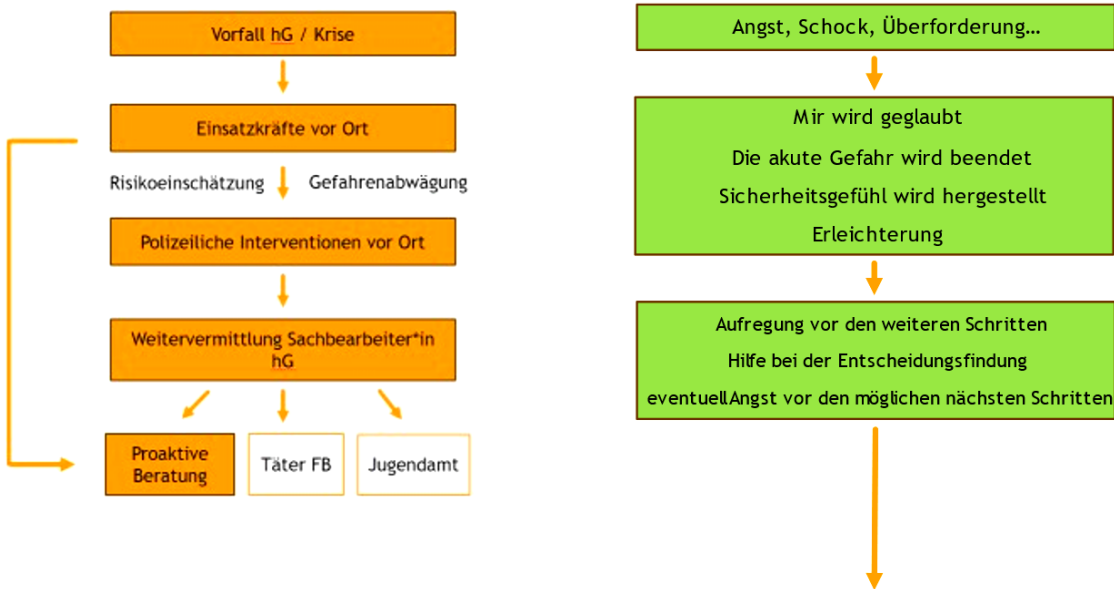 Vorfall hG / Krise
Einsatzkräfte vor Ort
Risikoeinschätzung
Gefahrenabwägung
Polizeiliche Interventionen vor Ort
Weitervermittlung Sachbearbeiter*in
hG
Proaktive
Beratung
Täter FB
Jugendamt
Angst, Schock, Überforderung…
Mir wird geglaubt
Die akute Gefahr wird beendet
Sicherheitsgefühl wird hergestellt
Erleichterung
Aufregung vor den weiteren Schritten
Hilfe bei der Entscheidungsfindung
eventuellAngst vor den möglichen nächsten Schritten